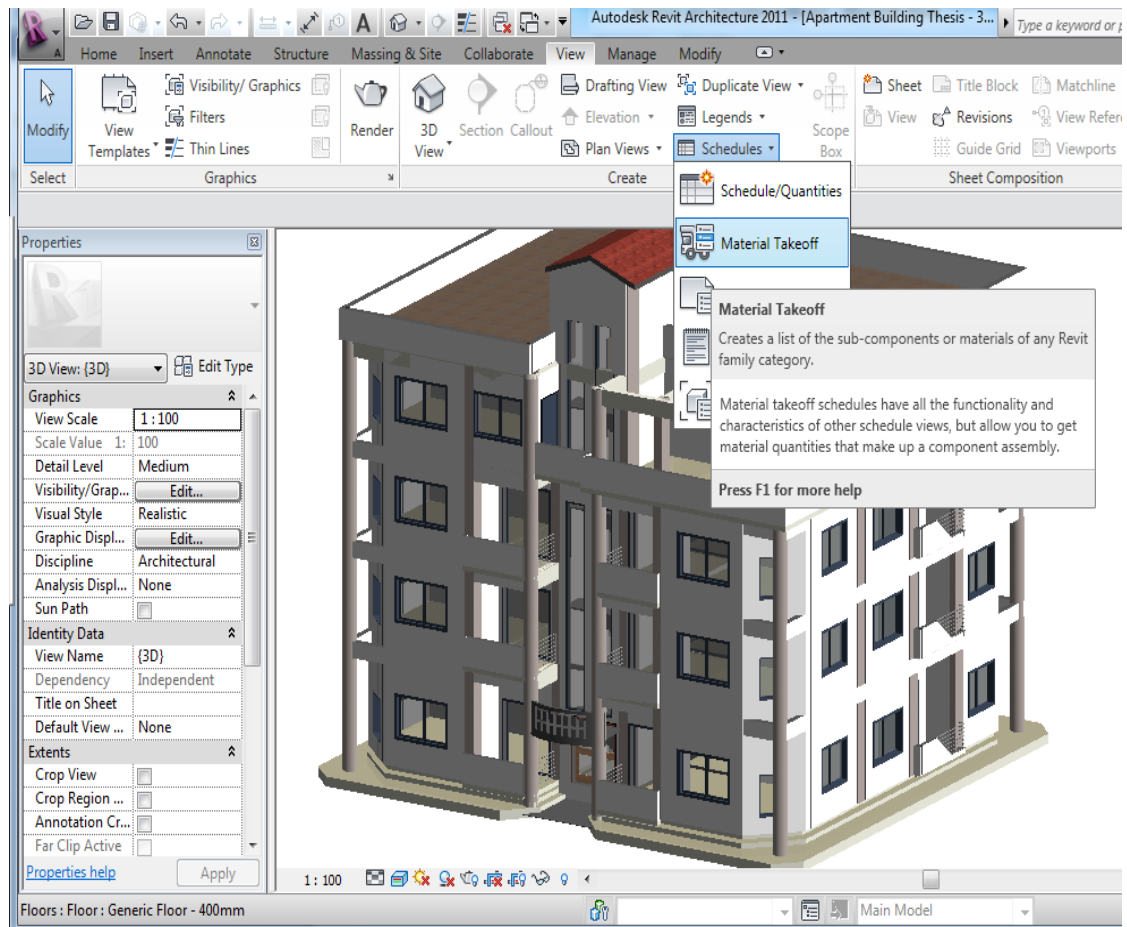 Autodesk Revit Architecture 2011 - [Apartment Building Thesis - 3...
Type a keyword or p
A
Home Insert Annotate Structure Massing & Site Collaborate View Manage Modify
Modify
View
Templates
Visibility/ Graphics
Filters
Thin Lines
Render
3D
View
Section
Callout
Drafting View
Elevation
Plan Views
Duplicate View
Legends
Schedules
Scope
Box
Sheet
View
Title Block
Revisions
Guide Grid
Matchline
View Refere
Viewports
Select
Graphics
Create
Sheet Composition
Schedule/Quantities
Material Takeoff
Material Takeoff
Creates a list of the sub-components or materials of any Revit
family category.
Material takeoff schedules have all the functionality and
characteristics of other schedule views, but allow you to get
material quantities that make up a component assembly.
Press F1 for more help
Properties
3D View: {3D}
Edit Type
Graphics
View Scale 1 : 100
Scale Value 1: 100
Detail Level Medium
Visibility/Grap... Edit...
Visual Style Realistic
Graphic Displ... Edit...
Discipline Architectural
Analysis Displ... None
Sun Path
Identity Data
View Name {3D}
Dependency Independent
Title on Sheet
Default View ... None
Extents
Crop View
Crop Region ...
Annotation Cr...
Far Clip Active
Properties help
Apply
1 : 100
Floors : Floor : Generic Floor - 400mm
Main Model